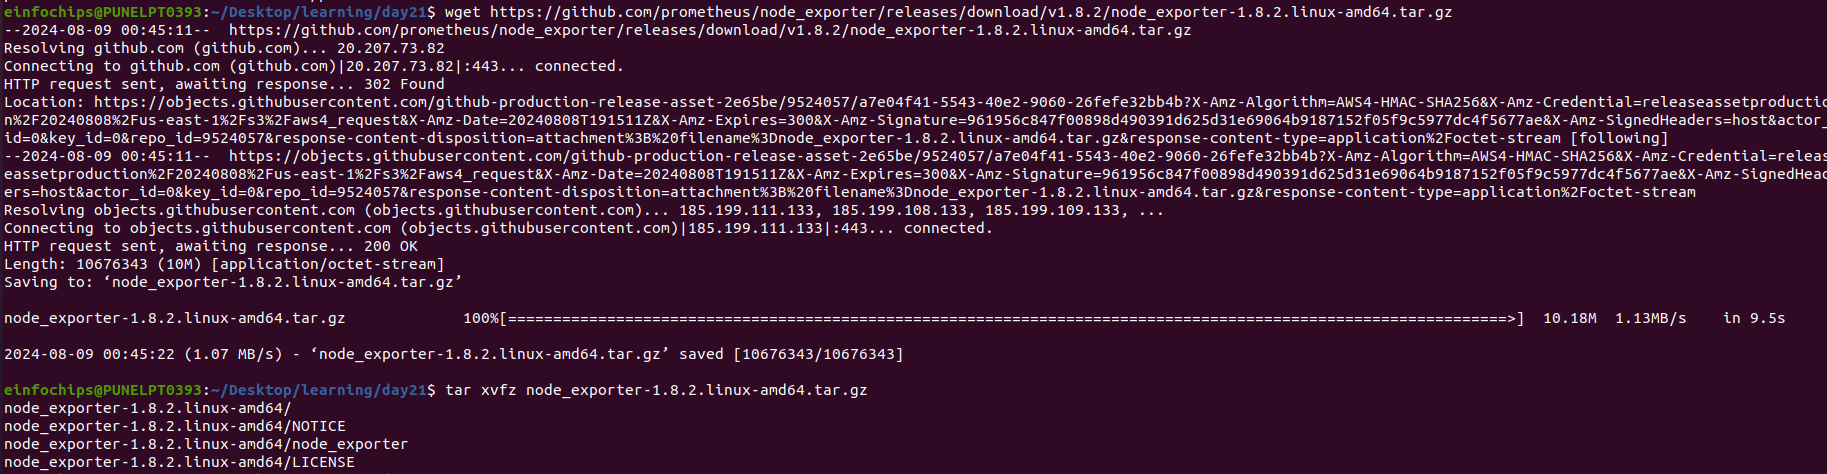 einfochips@PUNELPT0393:~/Desktop/learning/day21$ wget https://github.com/prometheus/node_exporter/releases/download/v1.8.2/node_exporter-1.8.2.linux-amd64.tar.gz
--2024-08-09 00:45:11--  https://github.com/prometheus/node_exporter/releases/download/v1.8.2/node_exporter-1.8.2.linux-amd64.tar.gz
Resolving github.com (github.com)... 20.207.73.82
Connecting to github.com (github.com)|20.207.73.82|:443... connected.
HTTP request sent, awaiting response... 302 Found
Location: https://objects.githubusercontent.com/github-production-release-asset-2e65be/9524057/a7e04f41-5543-40e2-9060-26fefe32bb4b?X-Amz-Algorithm=AWS4-HMAC-SHA256&X-Amz-Credential=releaseassetproductio
n%2F20240808%2Fus-east-1%2Fs3%2Faws4_request&X-Amz-Date=20240808T191511Z&X-Amz-Expires=300&X-Amz-Signature=961956c847f00898d490391d625d31e69064b9187152f05f9c5977dc4f5677ae&X-Amz-SignedHeaders=host&actor_
id=0&key_id=0&repo_id=9524057&response-content-disposition=attachment%3B%20filename%3Dnode_exporter-1.8.2.linux-amd64.tar.gz&response-content-type=application%2Foctet-stream [following]
--2024-08-09 00:45:11--  https://objects.githubusercontent.com/github-production-release-asset-2e65be/9524057/a7e04f41-5543-40e2-9060-26fefe32bb4b?X-Amz-Algorithm=AWS4-HMAC-SHA256&X-Amz-Credential=releas
eassetproduction%2F20240808%2Fus-east-1%2Fs3%2Faws4_request&X-Amz-Date=20240808T191511Z&X-Amz-Expires=300&X-Amz-Signature=961956c847f00898d490391d625d31e69064b9187152f05f9c5977dc4f5677ae&X-Amz-SignedHead
ers=host&actor_id=0&key_id=0&repo_id=9524057&response-content-disposition=attachment%3B%20filename%3Dnode_exporter-1.8.2.linux-amd64.tar.gz&response-content-type=application%2Foctet-stream
Resolving objects.githubusercontent.com (objects.githubusercontent.com)... 185.199.111.133, 185.199.108.133, 185.199.109.133, ...
Connecting to objects.githubusercontent.com (objects.githubusercontent.com)|185.199.111.133|:443... connected.
HTTP request sent, awaiting response... 200 OK
Length: 10676343 (10M) [application/octet-stream]
Saving to: ‘node_exporter-1.8.2.linux-amd64.tar.gz’
node_exporter-1.8.2.linux-amd64.tar.gz             100%[===============================================================================================================>]  10.18M  1.13MB/s    in 9.5s
2024-08-09 00:45:22 (1.07 MB/s) - ‘node_exporter-1.8.2.linux-amd64.tar.gz’ saved [10676343/10676343]
einfochips@PUNELPT0393:~/Desktop/learning/day21$ tar xvfz node_exporter-1.8.2.linux-amd64.tar.gz
node_exporter-1.8.2.linux-amd64/
node_exporter-1.8.2.linux-amd64/NOTICE
node_exporter-1.8.2.linux-amd64/node_exporter
node_exporter-1.8.2.linux-amd64/LICENSE